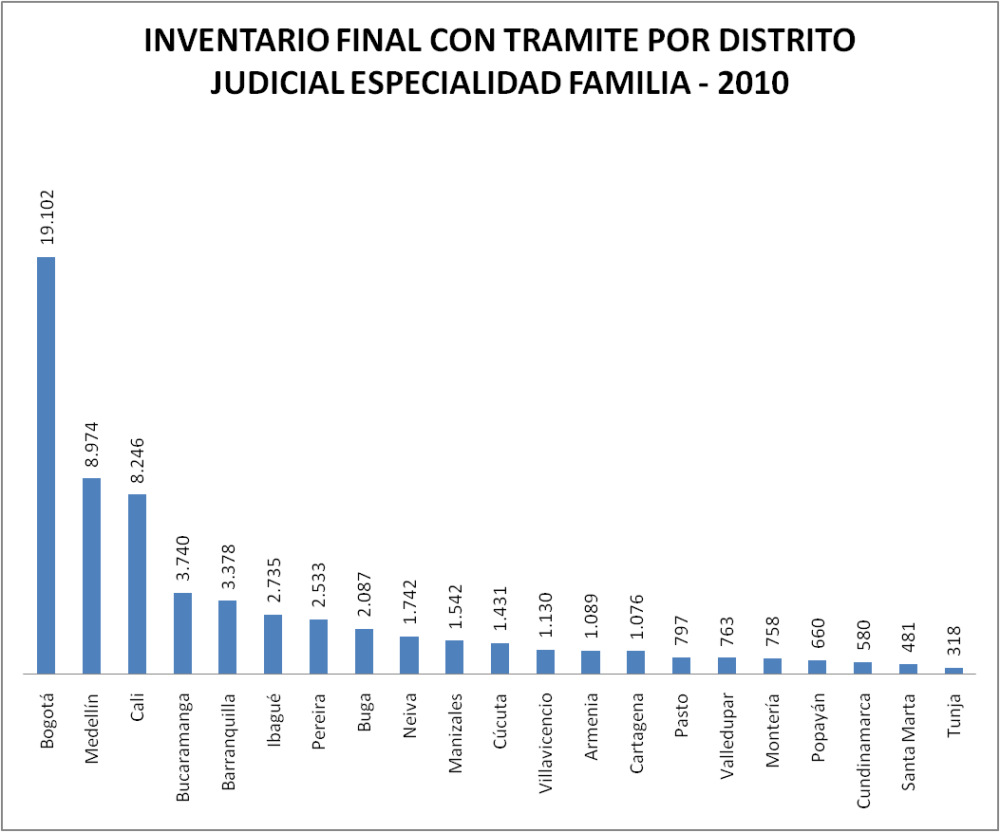 INVENTARIO FINAL CON TRAMITE POR DISTRITO
JUDICIAL ESPECIALIDAD FAMILIA - 2010
19.102
8.974
8.246
3.740
3.378
2.735
2.533
2.087
1.742
1.542
1.431
1.130
1.089
1.076
797
763
758
660
580
481
318
Bogotá
Medellín
Cali
Bucaramanga
Barranquilla
Ibagué
Pereira
Buga
Neiva
Manizales
Cúcuta
Villavicencio
Armenia
Cartagena
Pasto
Valledupar
Montería
Popayán
Cundinamarca
Santa Marta
Tunja